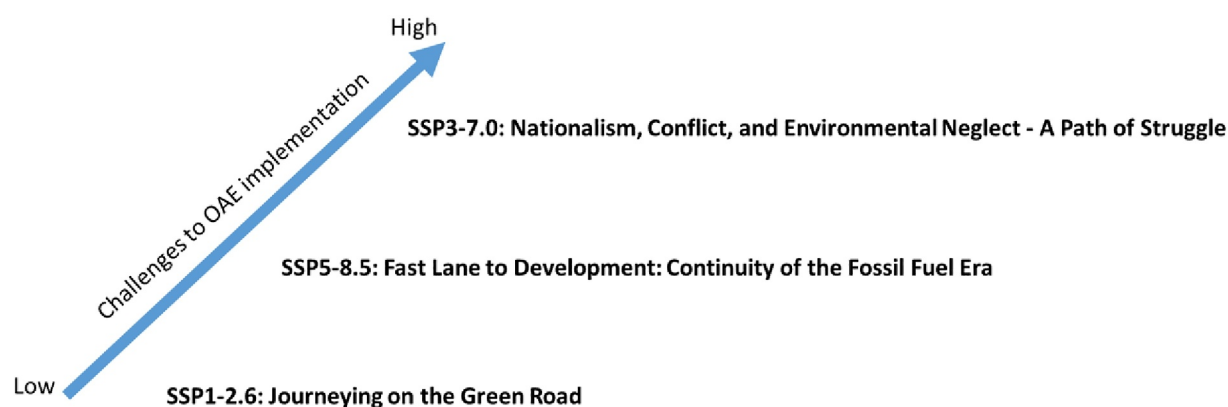 High
Challenges to OAE implementation
SSP3-7.0: Nationalism, Conflict, and Environmental Neglect - A Path of Struggle
SSP5-8.5: Fast Lane to Development: Continuity of the Fossil Fuel Era
Low
SSP1-2.6: Journeying on the Green Road